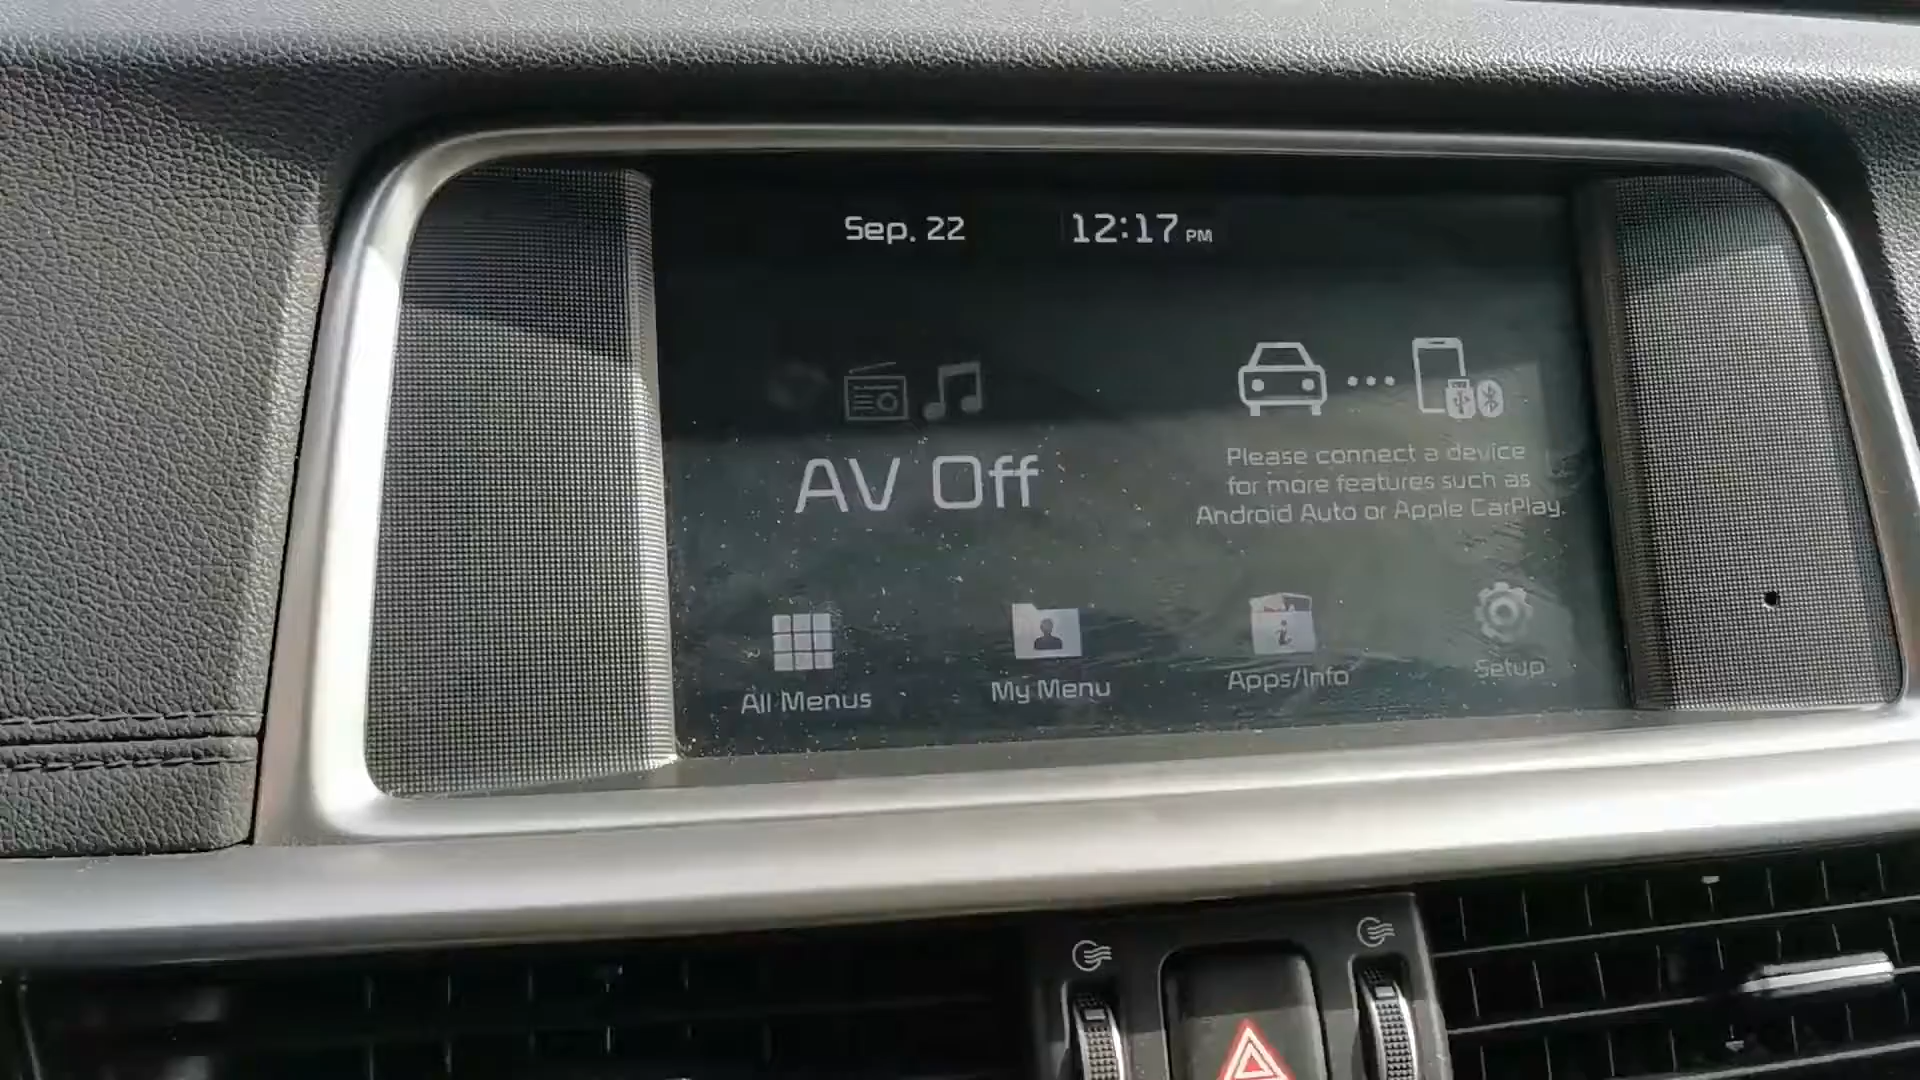 Sep. 22 12:17 PM
AV Off
Please connect a device
for more features such as
Android Auto or Apple CarPlay.
All Menus
My Menu
Apps/Info
Setup